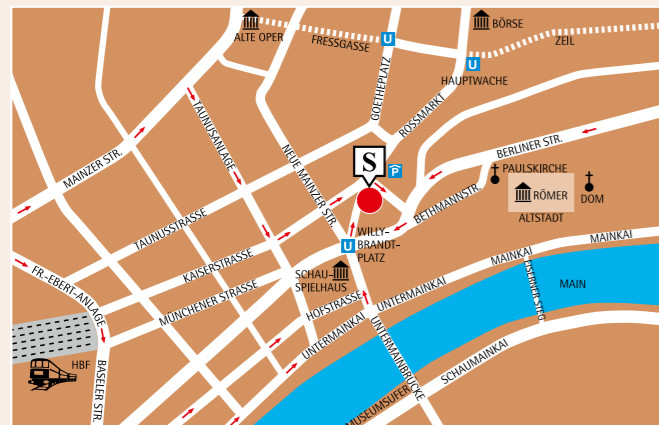 ALTE OPER
FRESSGASSE
U
BÖRSE
ZEIL
U
HAUPTWACHE
GOETHEPLATZ
ROSSMARKT
TAUNUSANLAGE
MAINZER STR.
NEUE MAINZER STR.
S
P
BERLINER STR.
PAULSKIRCHE
RÖMER
DOM
ALTSTADT
BETHMANNSTR.
TAUNUSSTRASSE
KAISERSTRASSE
U
WILLY-
BRANDT-
PLATZ
MÜNCHENER STRASSE
SCHAU-
SPIELHAUS
FR.-EBERT-ANLAGE
HOFSTRASSE
UNTERMAINKAI
UNTERMAINKAI
MAINKAI
MAINKAI
EISERNER STEG
MAIN
HBF
BASELER STR.
UNTERMAINBRÜCKE
SCHAUMAINKAI
MUSEUMSUFER